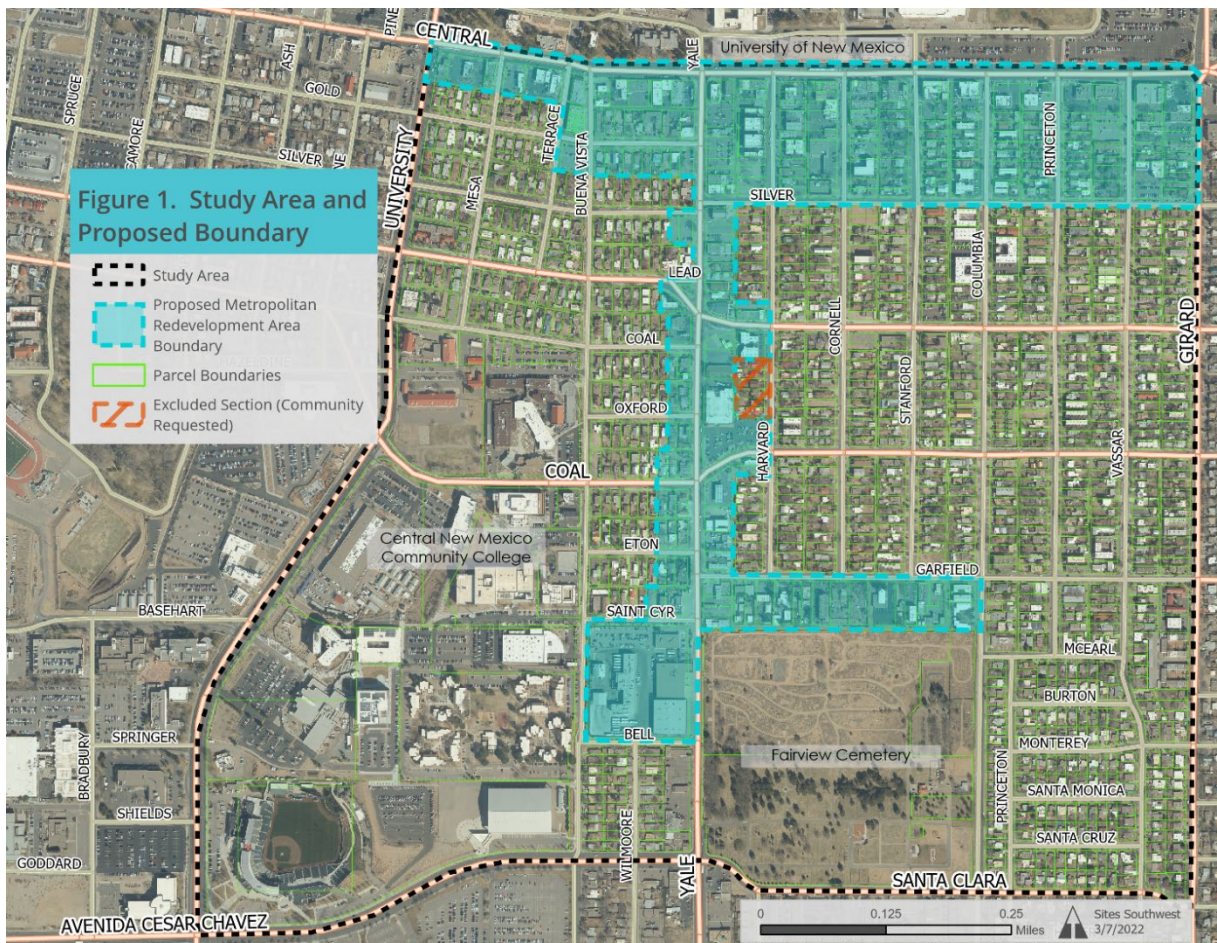 PINE
CENTRAL
YALE
University of New Mexico
ASH
GOLD
SPRUCE
UNIVERSITY
TERRACE
PRINCETON
SILVER
BUENA VISTA
MESA
SILVER
Figure 1. Study Area and
Proposed Boundary
Study Area
Proposed Metropolitan
Redevelopment Area
Boundary
Parcel Boundaries
Excluded Section (Community
Requested)
LEAD
COLUMBIA
CORNELL
GIRARD
COAL
STANFORD
OXFORD
HARVARD
VASSAR
COAL
Central New Mexico
Community College
ETON
GARFIELD
BASEHART
SAINT CYR
MCEARL
BURTON
BRADBURY
SPRINGER
BELL
MONTEREY
Fairview Cemetery
PRINCETON
SANTA MONICA
SHIELDS
SANTA CRUZ
GODDARD
WILMOORE
YALE
SANTA CLARA
AVENIDA CESAR CHAVEZ
0 0.125 0.25
Miles
Sites Southwest
3/7/2022